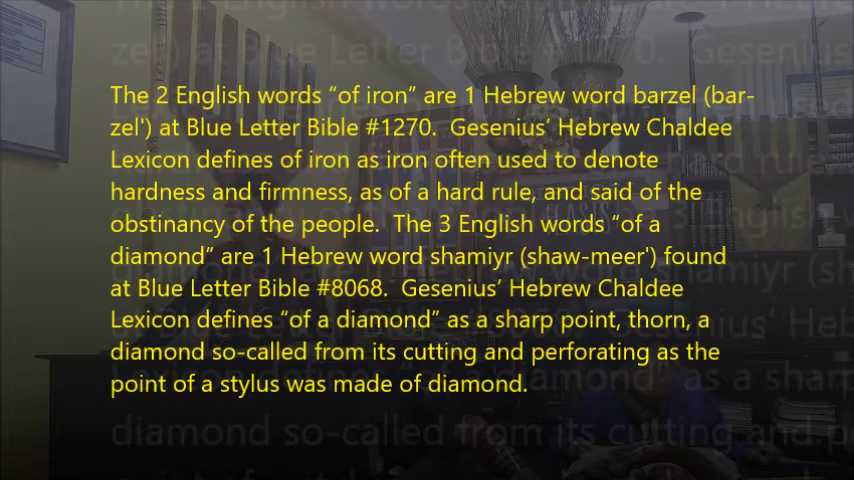 The 2 English words “of iron” are 1 Hebrew word barzel (bar-
zel') at Blue Letter Bible #1270.  Gesenius’ Hebrew Chaldee
Lexicon defines of iron as iron often used to denote
hardness and firmness, as of a hard rule, and said of the
obstinancy of the people.  The 3 English words “of a
diamond” are 1 Hebrew word shamiyr (shaw-meer') found
at Blue Letter Bible #8068.  Gesenius’ Hebrew Chaldee
Lexicon defines “of a diamond” as a sharp point, thorn, a
diamond so-called from its cutting and perforating as the
point of a stylus was made of diamond.